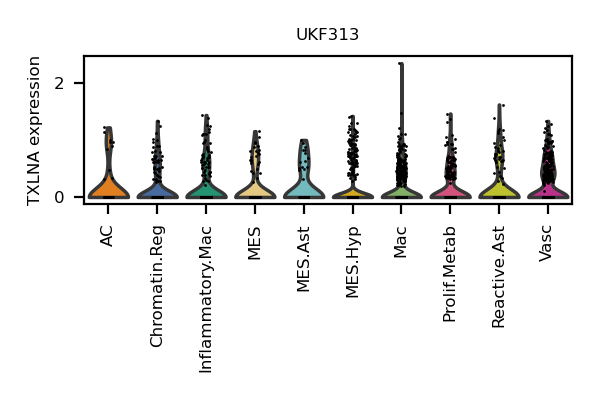 UKF313
TXLNA expression
2
0
AC
Chromatin.Reg
Inflammatory.Mac
MES
MES.Ast
MES.Hyp
Mac
Prolif.Metab
Reactive.Ast
Vasc